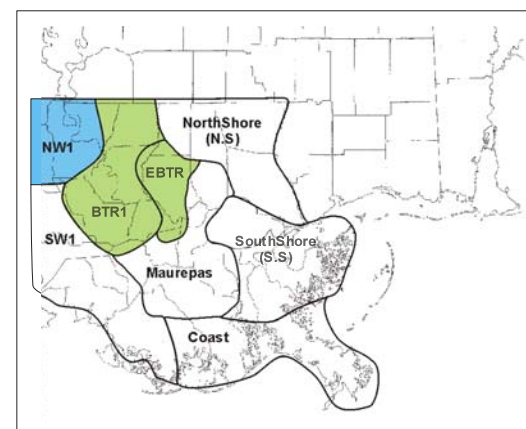 NorthShore
(N.S)
NW1
EBTR
BTR1
SW1
SouthShore
(S.S)
Maurepas
Coast